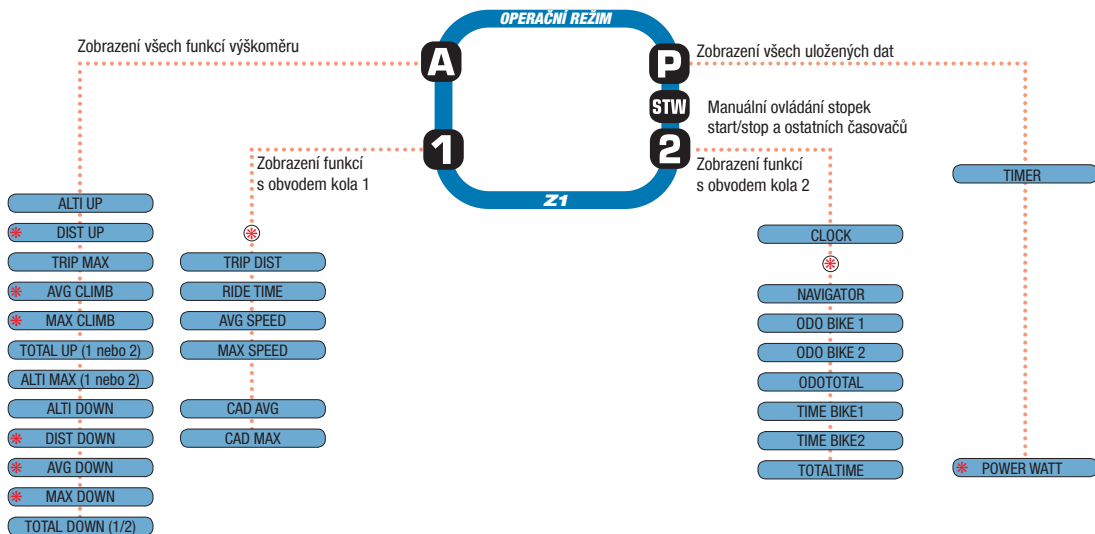 OPERAČNÍ REŽIM
Zobrazení všech funkcí výškoměru
A
P
Zobrazení všech uložených dat
STW
Manuální ovládání stopek
start/stop a ostatních časovačů
1
2
Zobrazení funkcí
s obvodem kola 1
Zobrazení funkcí
s obvodem kola 2
Z1
ALTI UP
DIST UP
TRIP MAX
AVG CLIMB
MAX CLIMB
TOTAL UP (1 nebo 2)
ALTI MAX (1 nebo 2)
ALTI DOWN
DIST DOWN
AVG DOWN
MAX DOWN
TOTAL DOWN (1/2)
TRIP DIST
RIDE TIME
AVG SPEED
MAX SPEED
CAD AVG
CAD MAX
CLOCK
NAVIGATOR
ODO BIKE 1
ODO BIKE 2
ODOTOTAL
TIME BIKE1
TIME BIKE2
TOTALTIME
TIMER
POWER WATT